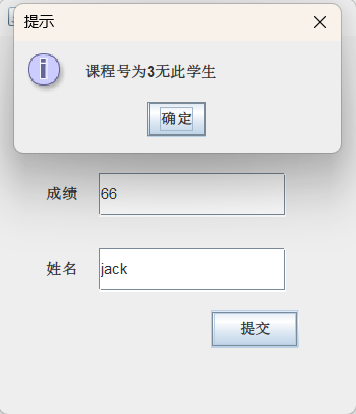 提示
课程号为3无此学生
确定
成绩 66
姓名 jack
提交